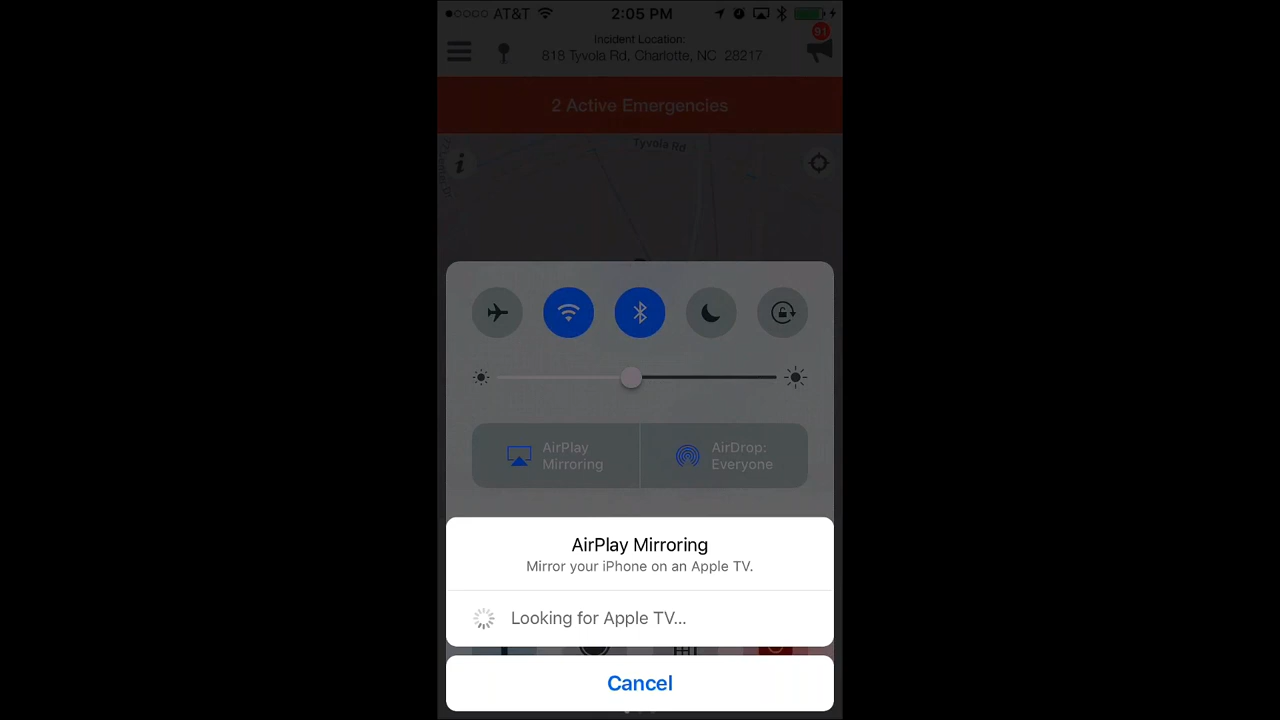 AT&T 2:05 PM
91
Incident Location:
818 Tyvola Rd, Charlotte, NC 28217
2 Active Emergencies
Tyvola Rd
AirPlay
Mirroring
AirDrop:
Everyone
AirPlay Mirroring
Mirror your iPhone on an Apple TV.
Looking for Apple TV...
Cancel